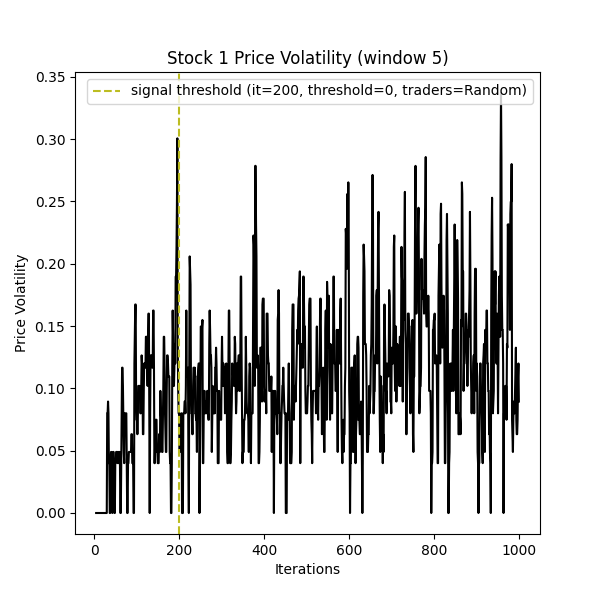 Stock 1 Price Volatility (window 5)
signal threshold (it=200, threshold=0, traders=Random)
0.35
0.30
0.25
0.20
0.15
0.10
0.05
0.00
Price Volatility
0 200 400 600 800 1000
Iterations